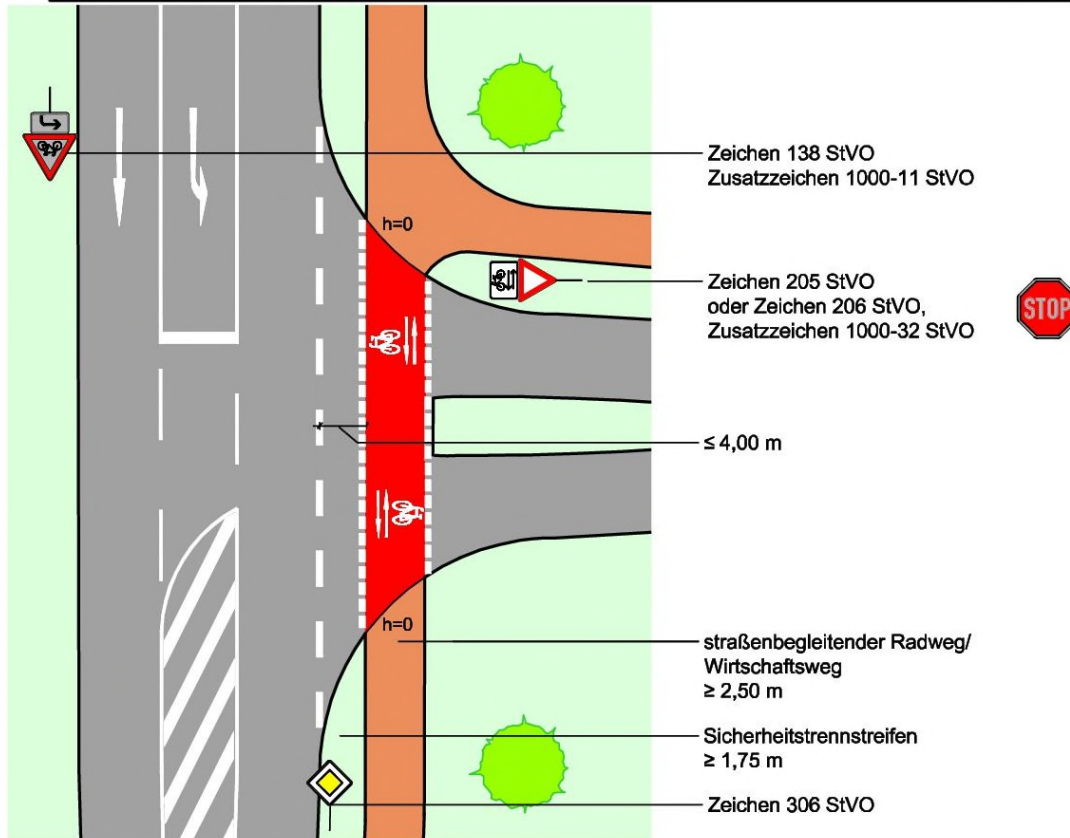 Zeichen 138 StVO
Zusatzzeichen 1000-11 StVO
h=0
Zeichen 205 StVO
oder Zeichen 206 StVO,
Zusatzzeichen 1000-32 StVO
STOP
≤ 4,00 m
h=0
straßenbegleitender Radweg/
Wirtschaftsweg
≥ 2,50 m
Sicherheitstrennstreifen
≥ 1,75 m
Zeichen 306 StVO